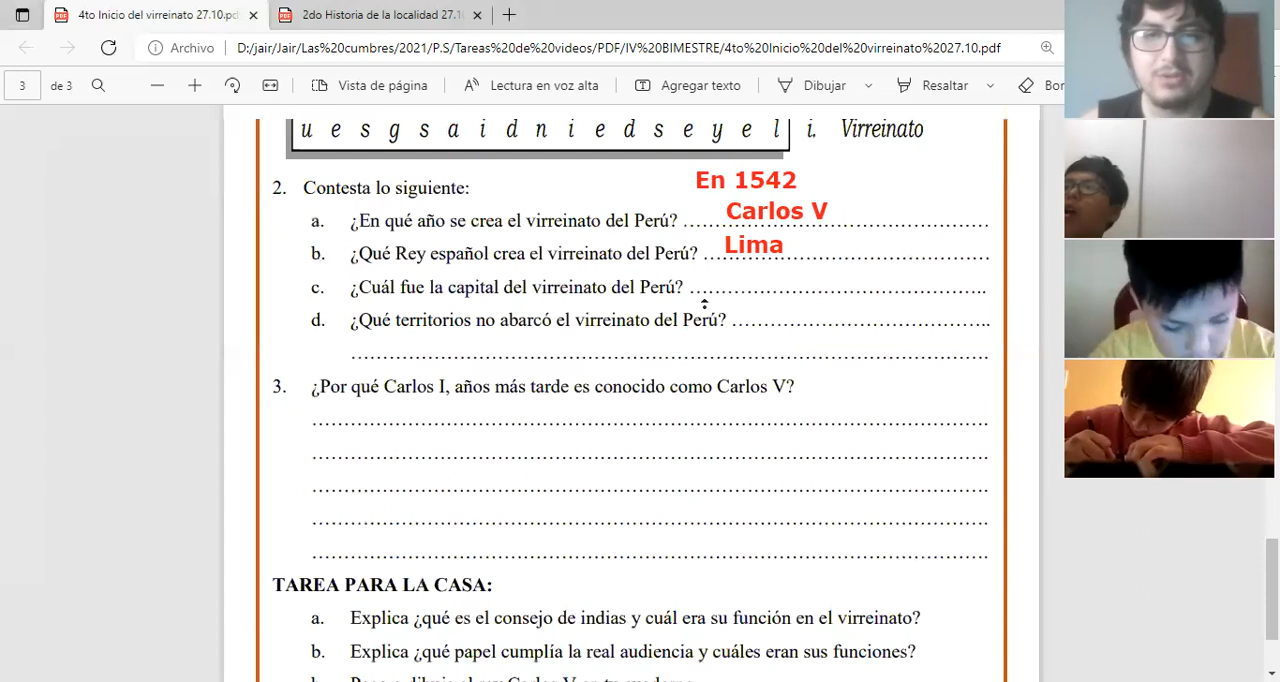 4to Inicio del virreinato 27.10.pdf
2do Historia de la localidad 27.1
Archivo D:/jair/Jair/Las%20cumbres/2021/P.S/Tareas%20de%20videos/PDF/IV%20BIMESTRE/4to%20Inicio%20del%20virreinato%2027.10.pdf
3 de 3 Vista de página Lectura en voz alta Agregar texto Dibujar Resaltar Bor
u e s g s a i d n i e d s e y e l i. Virreinato
2. Contesta lo siguiente:
En 1542
a. ¿En qué año se crea el virreinato del Perú? ……………………………………
Carlos V
b. ¿Qué Rey español crea el virreinato del Perú? ……………………………………
Lima
c. ¿Cuál fue la capital del virreinato del Perú? ……………………………………..
d. ¿Qué territorios no abarcó el virreinato del Perú? …………………………………..
3. ¿Por qué Carlos I, años más tarde es conocido como Carlos V?
TAREA PARA LA CASA:
a. Explica ¿qué es el consejo de indias y cuál era su función en el virreinato?
b. Explica ¿qué papel cumplía la real audiencia y cuáles eran sus funciones?